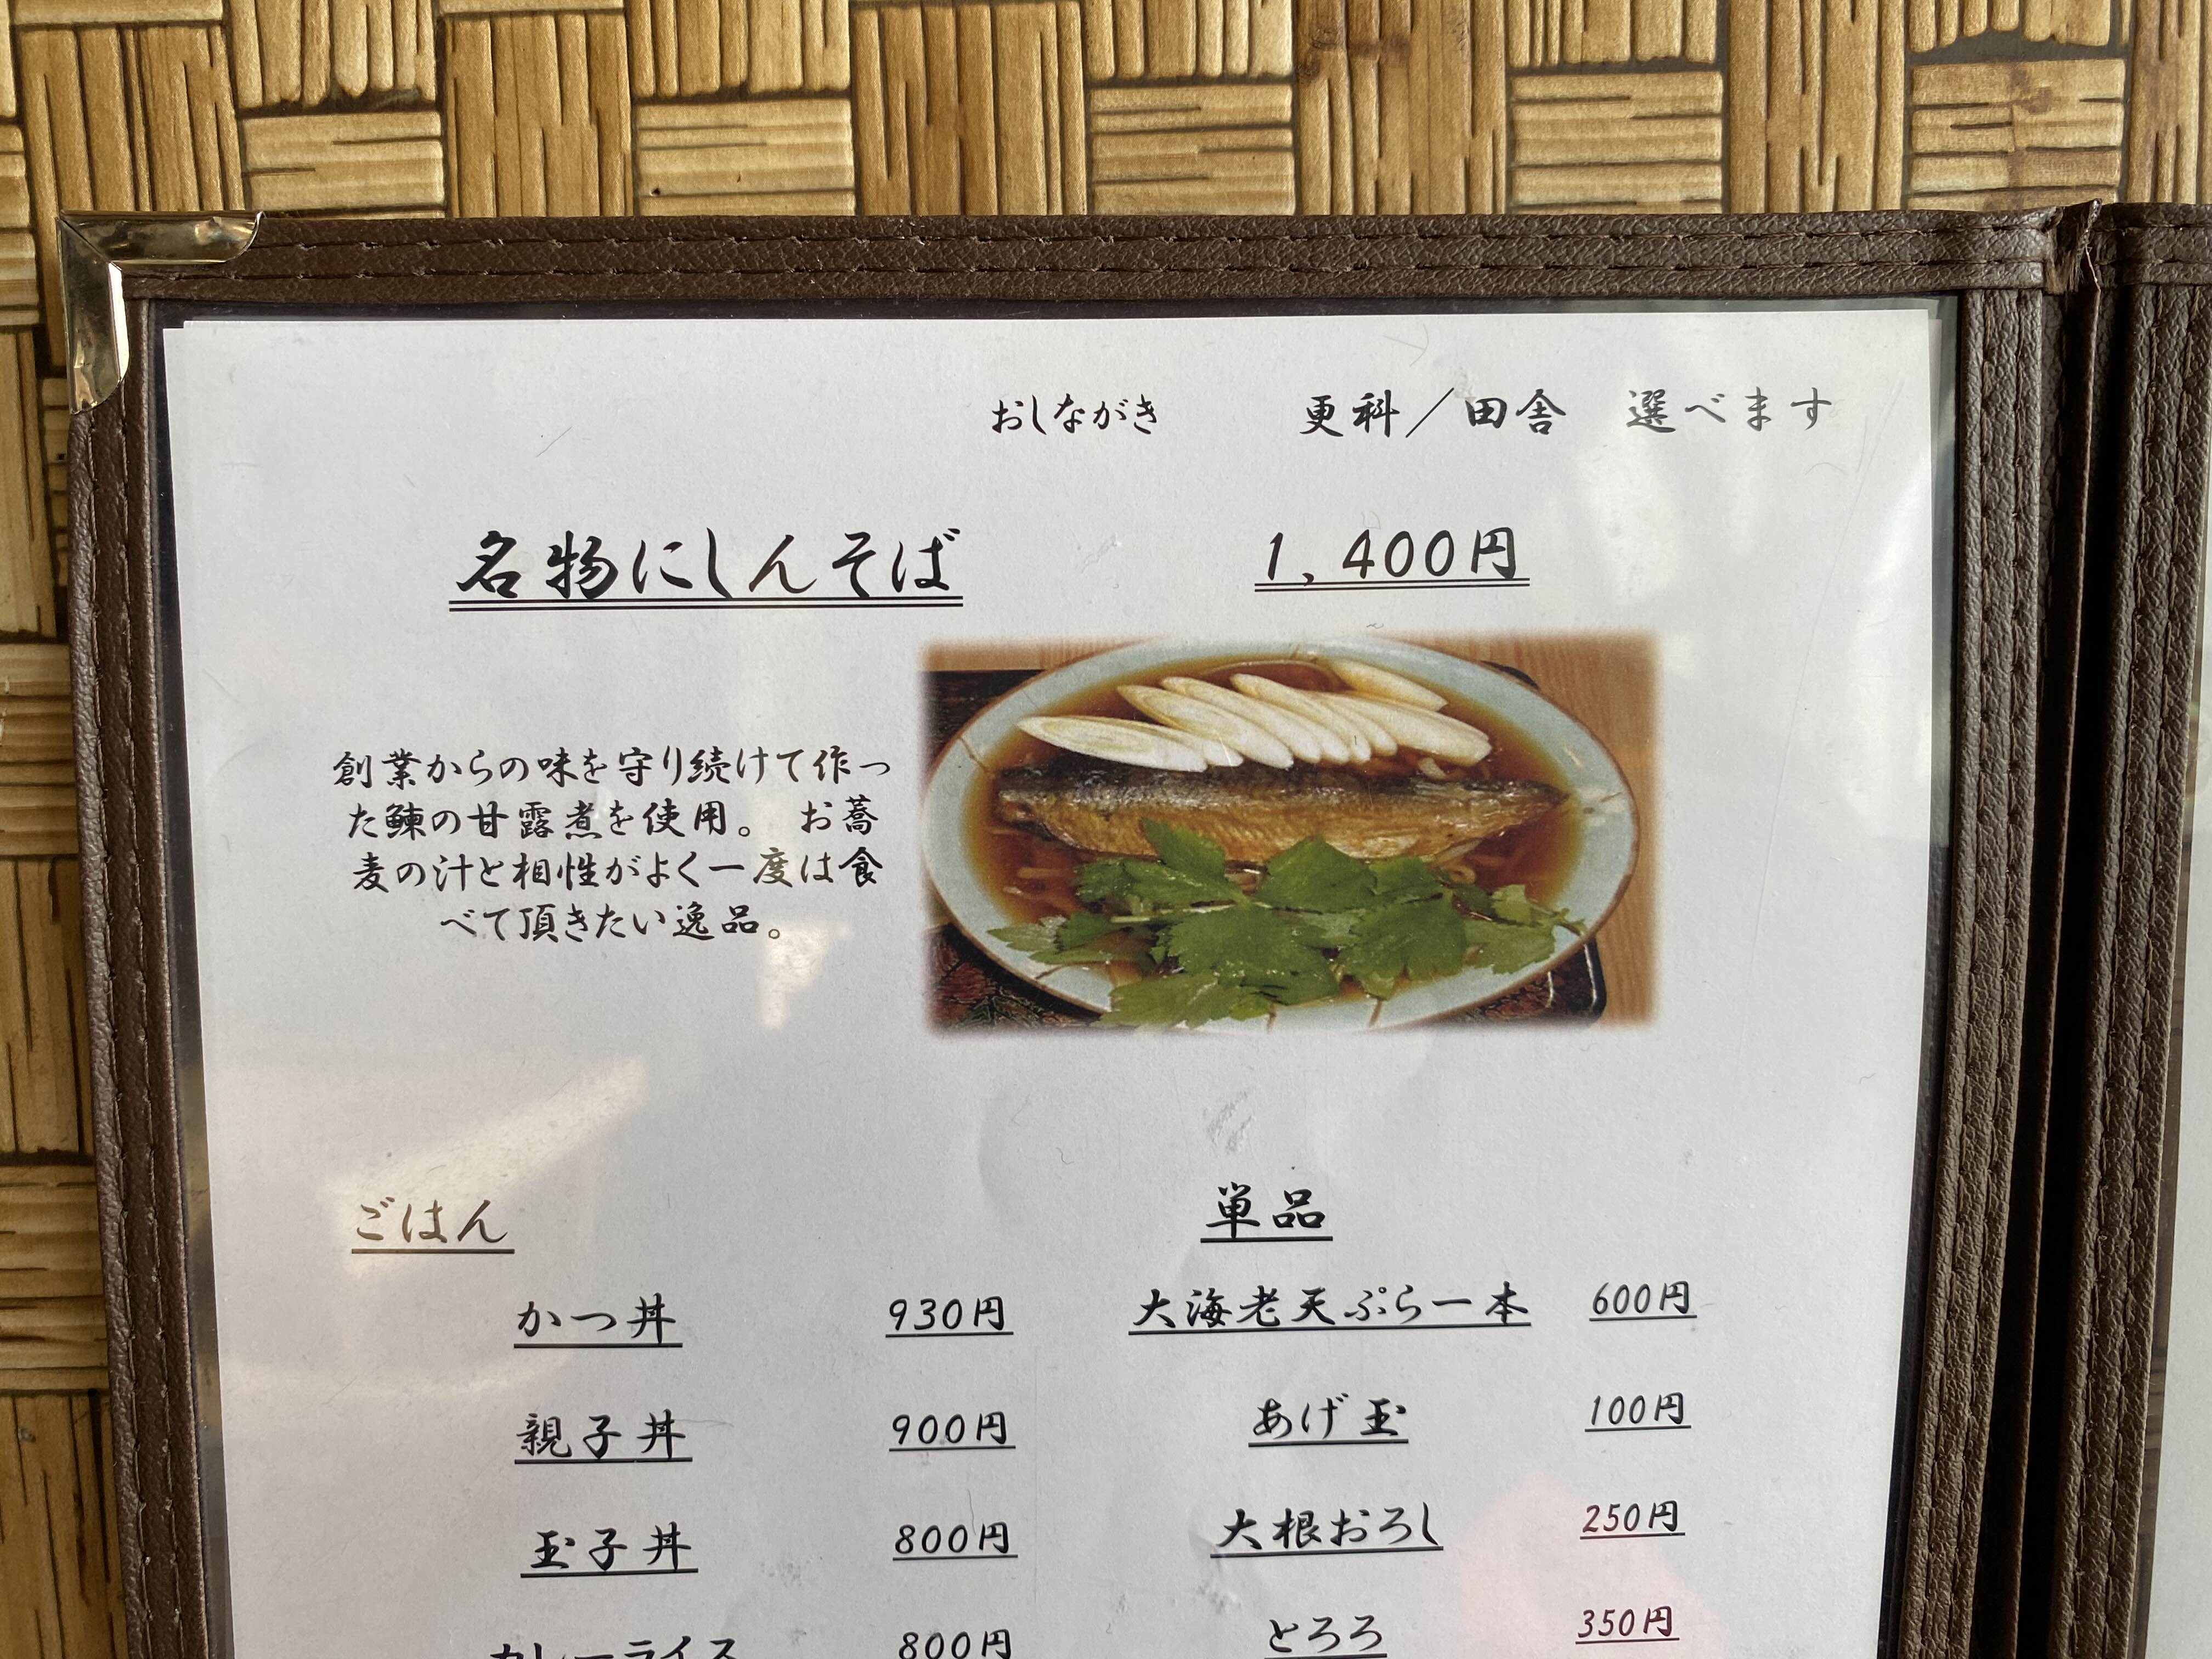 おしながき　更科／田舎　選べます
名物にしんそば　1、400円
創業からの味を守り続けて作っ
た鰊の甘露煮を使用。　お蕎
麦の汁と相性がよく一度は食
べて頂きたい逸品。
ごはん
かつ丼　930円
親子丼　900円
玉子丼　800円
カレーライス　800円
単品
大海老天ぷら一本　600円
あげ玉　100円
大根おろし　250円
とろろ　350円